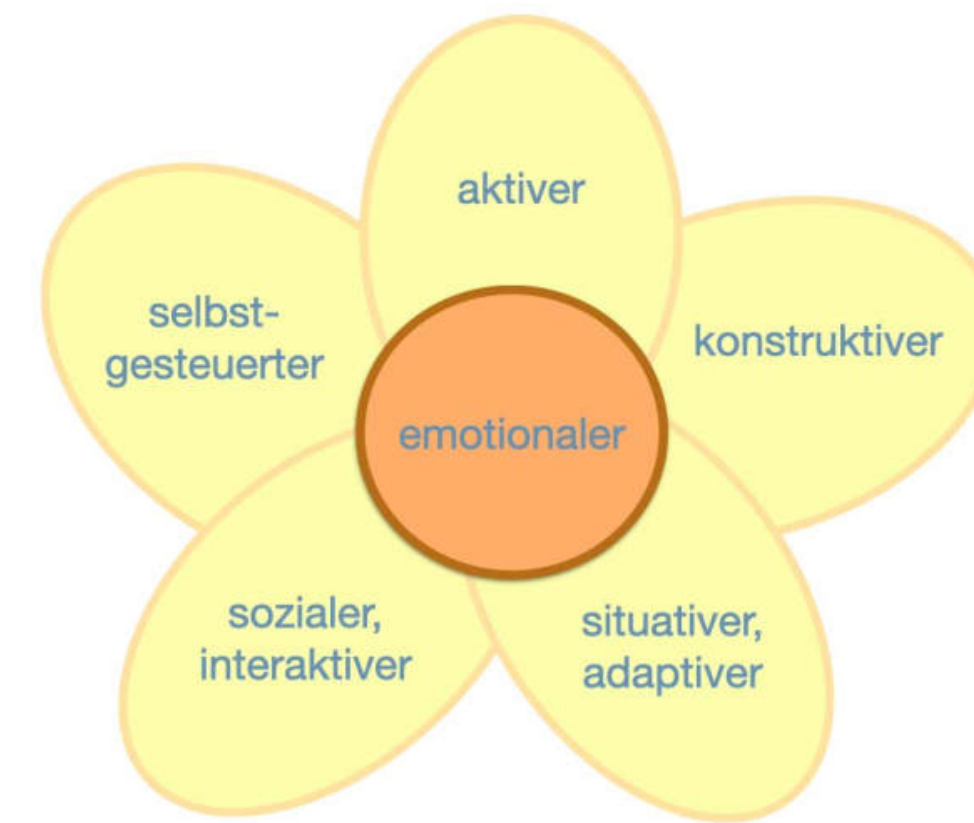 aktiver
selbst-
gesteuerter
konstruktiver
emotionaler
sozialer,
interaktiver
situativer,
adaptiver